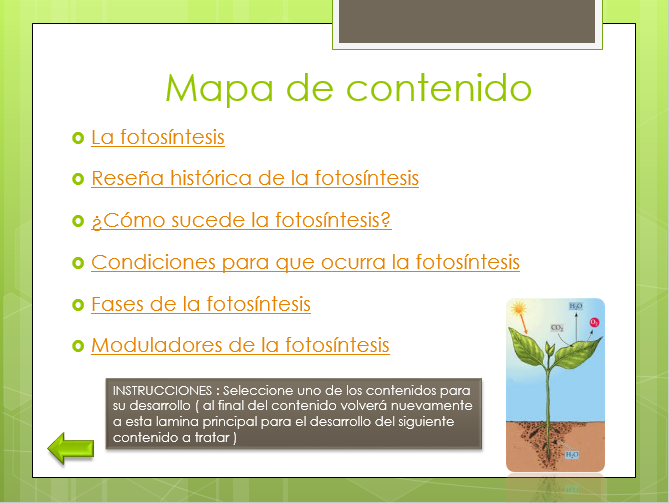 Mapa de contenido
La fotosíntesis
Reseña histórica de la fotosíntesis
¿Cómo sucede la fotosíntesis?
Condiciones para que ocurra la fotosíntesis
Fases de la fotosíntesis
Moduladores de la fotosíntesis
H₂O
O₂
CO₂
H₂O
INSTRUCCIONES : Seleccione uno de los contenidos para
su desarrollo ( al final del contenido volverá nuevamente
a esta lamina principal para el desarrollo del siguiente
contenido a tratar )